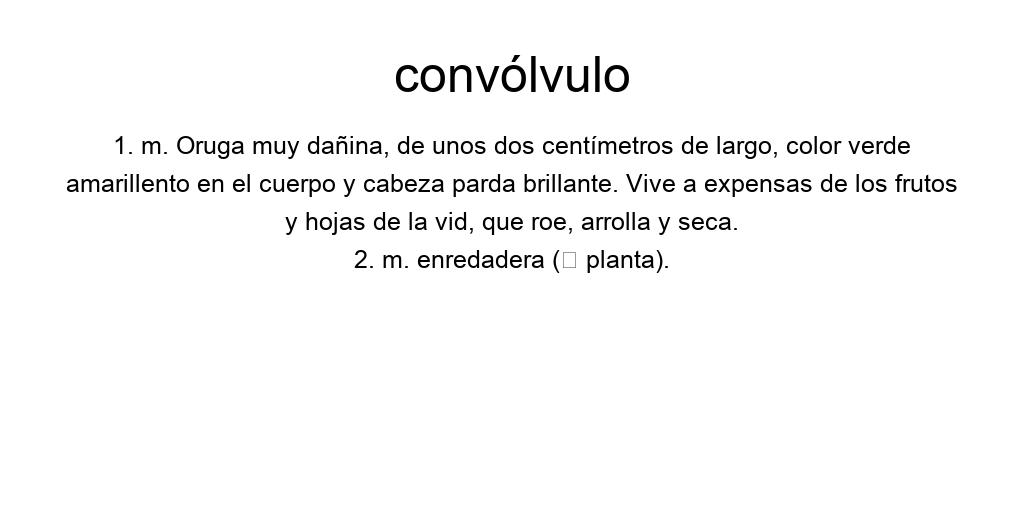 convólvulo
1. m. Oruga muy dañina, de unos dos centímetros de largo, color verde
amarillento en el cuerpo y cabeza parda brillante. Vive a expensas de los frutos
y hojas de la vid, que roe, arrolla y seca.
2. m. enredadera (□ planta).